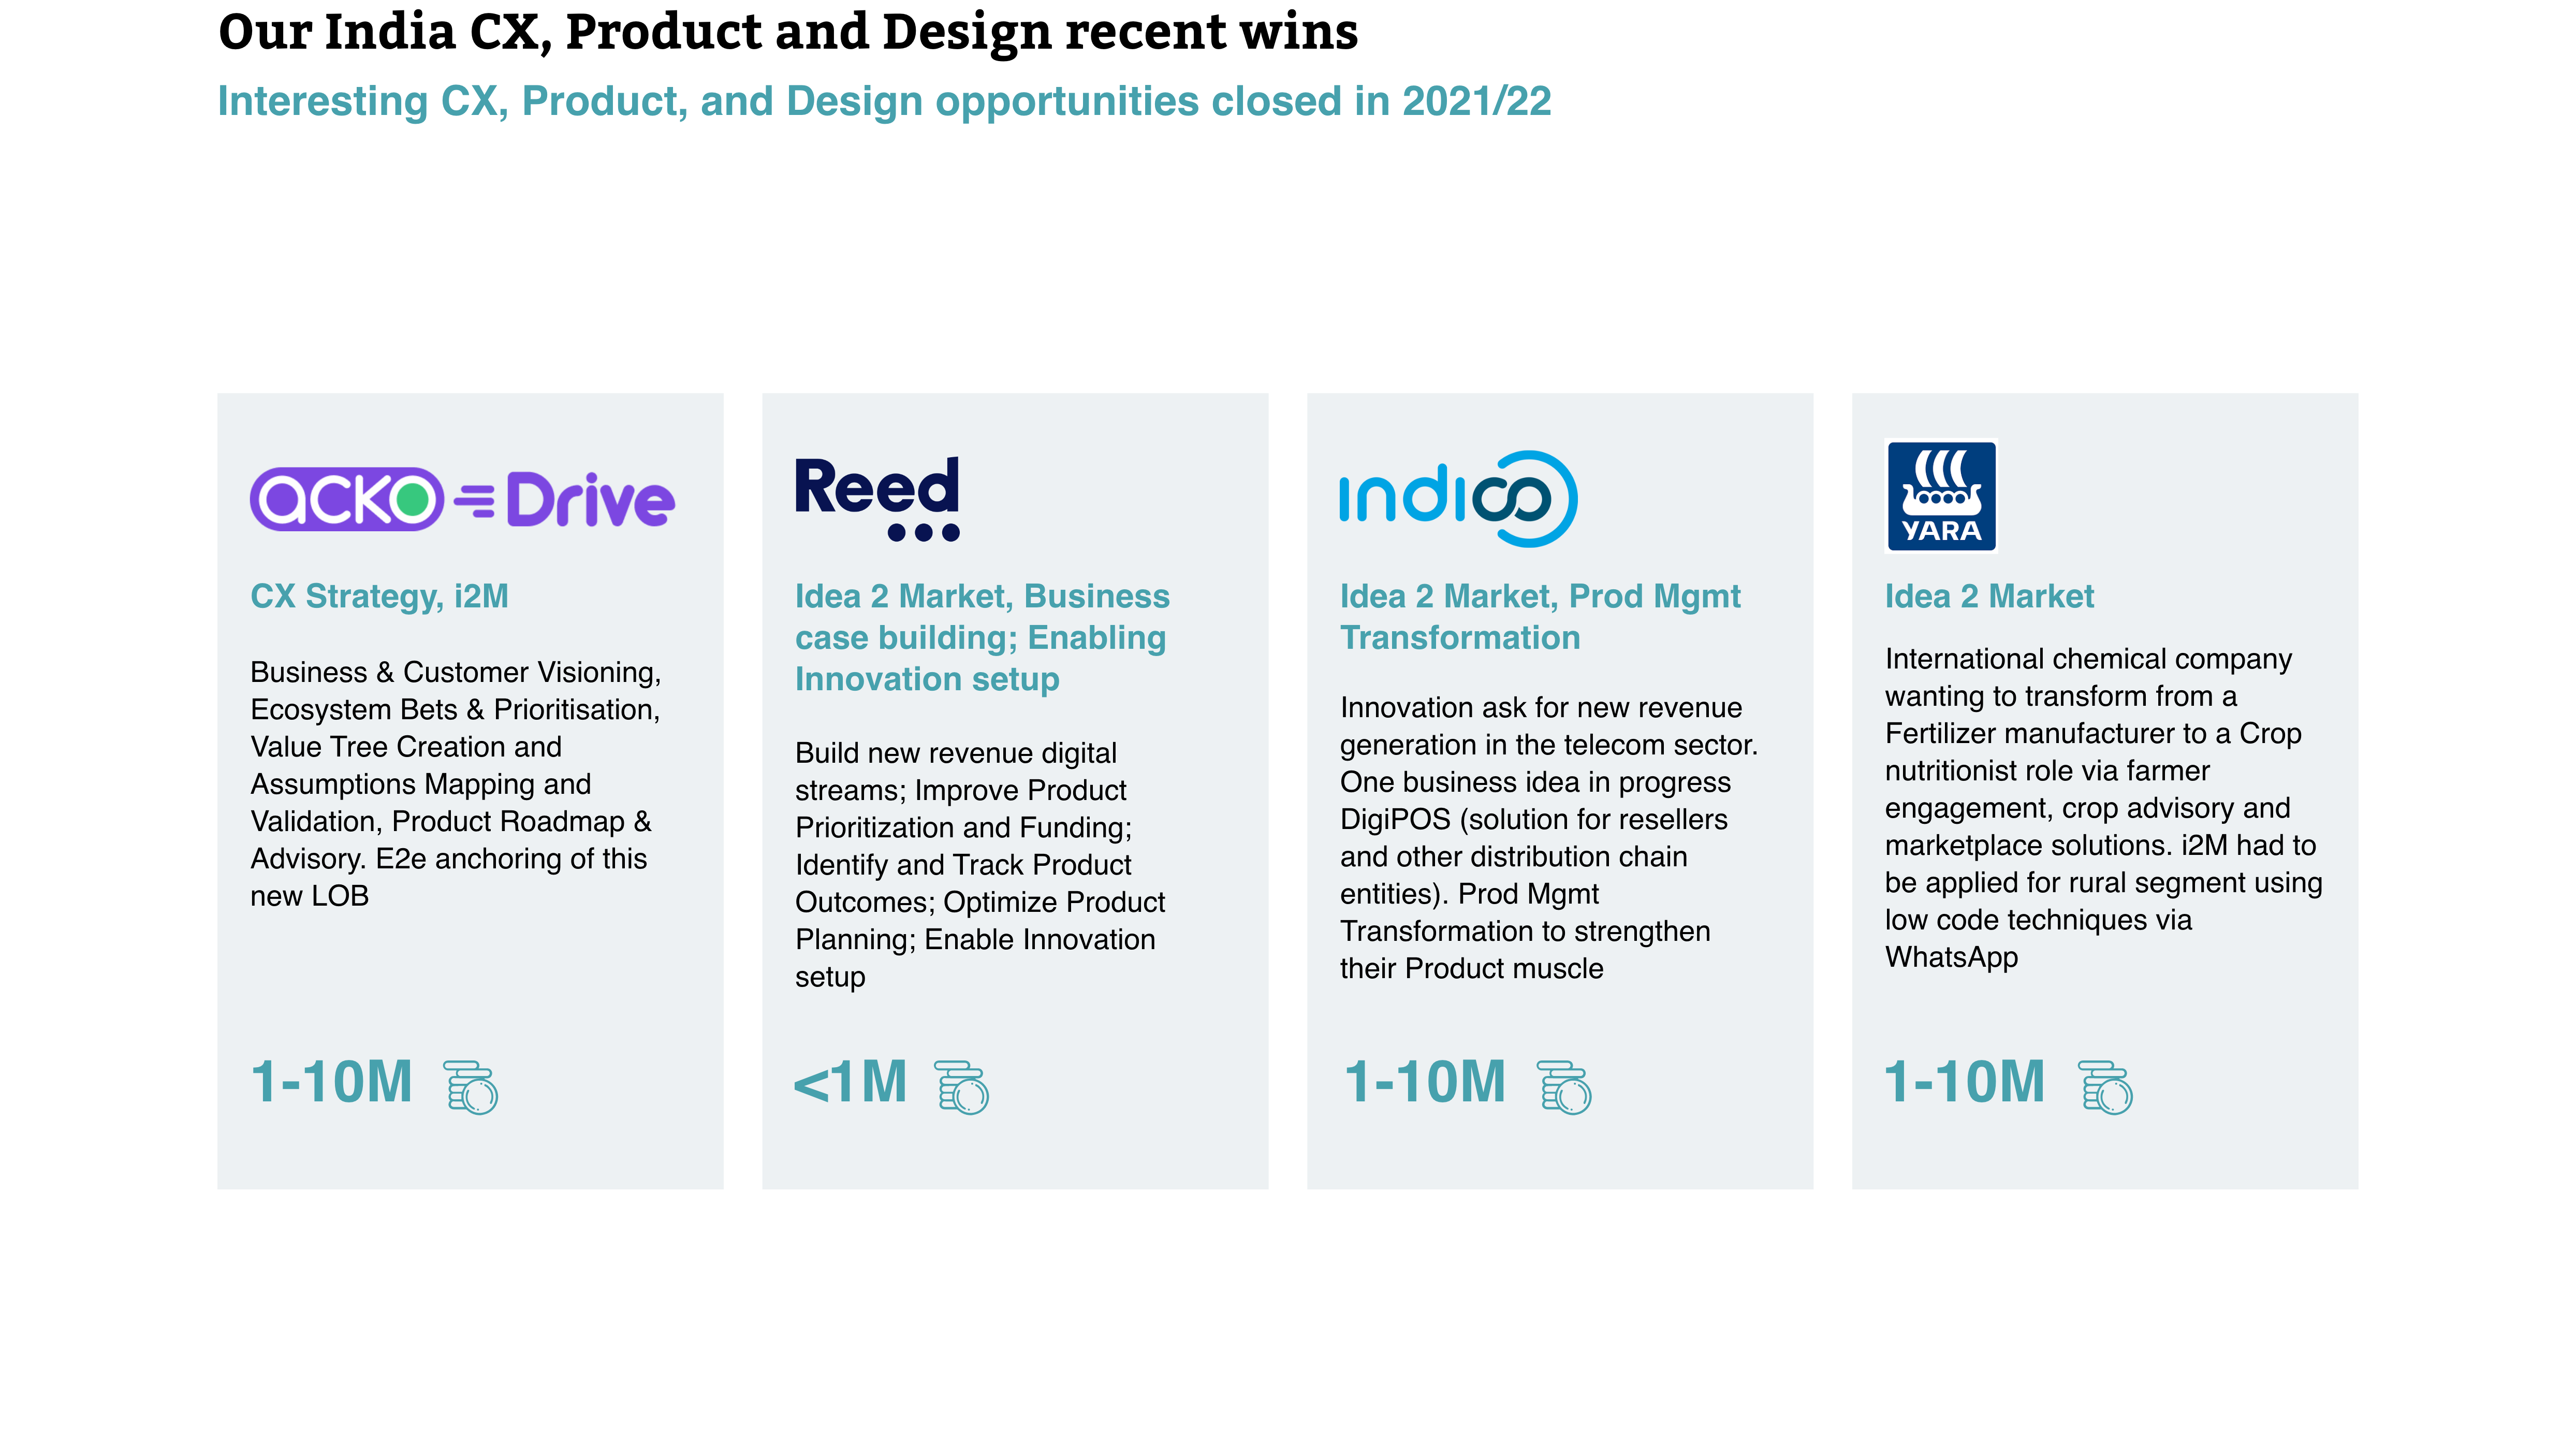 Our India CX, Product and Design recent wins
Interesting CX, Product, and Design opportunities closed in 2021/22
acko Drive
CX Strategy, i2M
Business & Customer Visioning,
Ecosystem Bets & Prioritisation,
Value Tree Creation and
Assumptions Mapping and
Validation, Product Roadmap &
Advisory. E2e anchoring of this
new LOB
1-10M
Reed
Idea 2 Market, Business
case building; Enabling
Innovation setup
Build new revenue digital
streams; Improve Product
Prioritization and Funding;
Identify and Track Product
Outcomes; Optimize Product
Planning; Enable Innovation
setup
<1M
indico
Idea 2 Market, Prod Mgmt
Transformation
Innovation ask for new revenue
generation in the telecom sector.
One business idea in progress
DigiPOS (solution for resellers
and other distribution chain
entities). Prod Mgmt
Transformation to strengthen
their Product muscle
1-10M
YARA
Idea 2 Market
International chemical company
wanting to transform from a
Fertilizer manufacturer to a Crop
nutritionist role via farmer
engagement, crop advisory and
marketplace solutions. i2M had to
be applied for rural segment using
low code techniques via
WhatsApp
1-10M